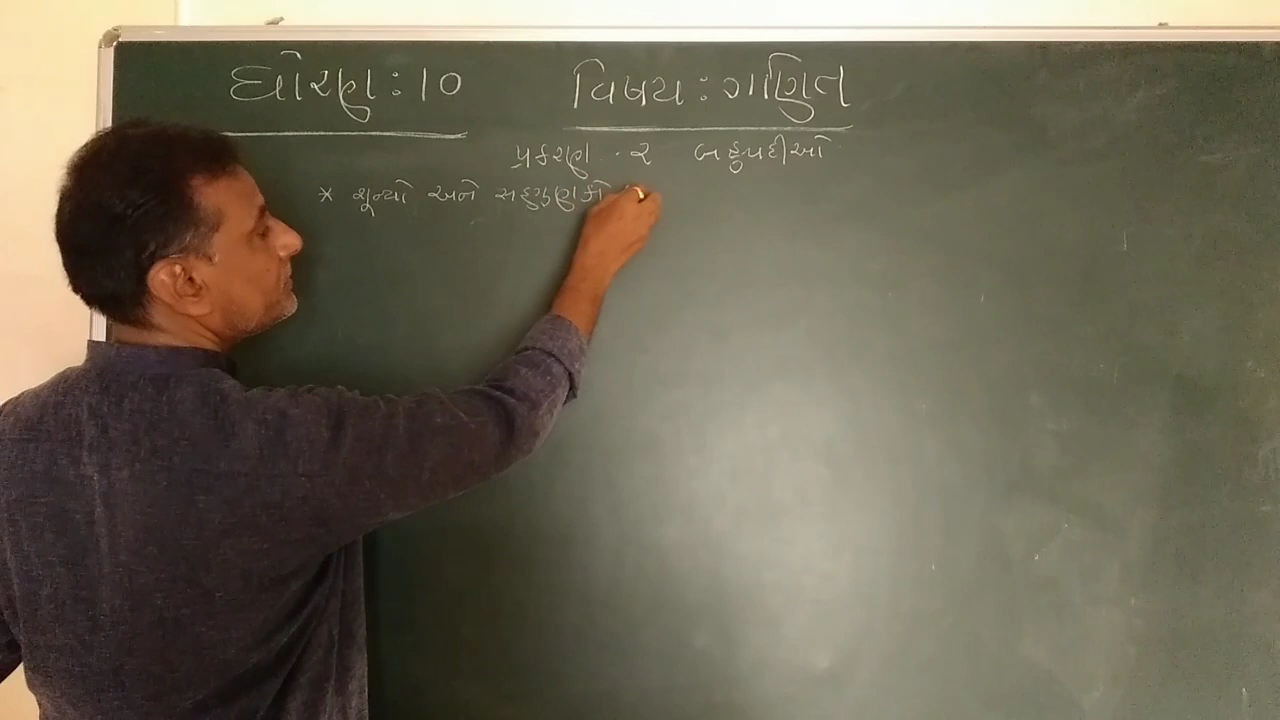 ધોરણ : 10 વિષય : ગણિત
પ્રકરણ - ૨ બહુપદીઓ
* શૂન્યો અને સહગુણકો